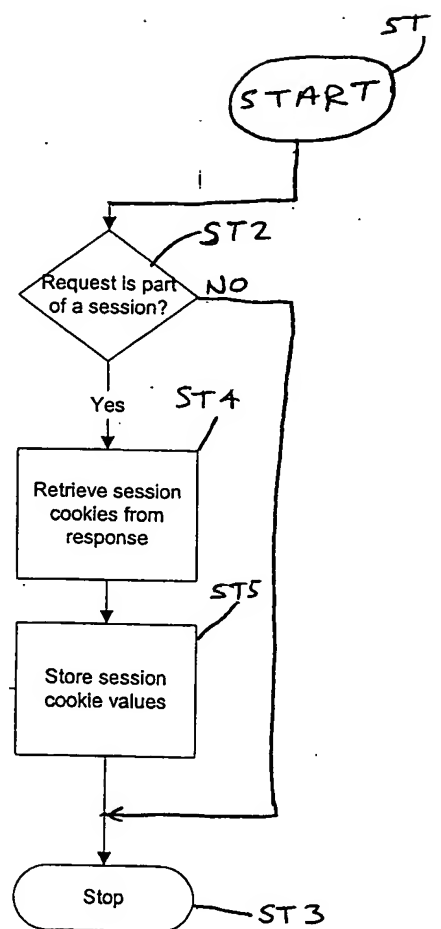 ST
START
ST2
Request is part
of a session?
NO
Yes
ST4
Retrieve session
cookies from
response
ST5
Store session
cookie values
Stop
ST3